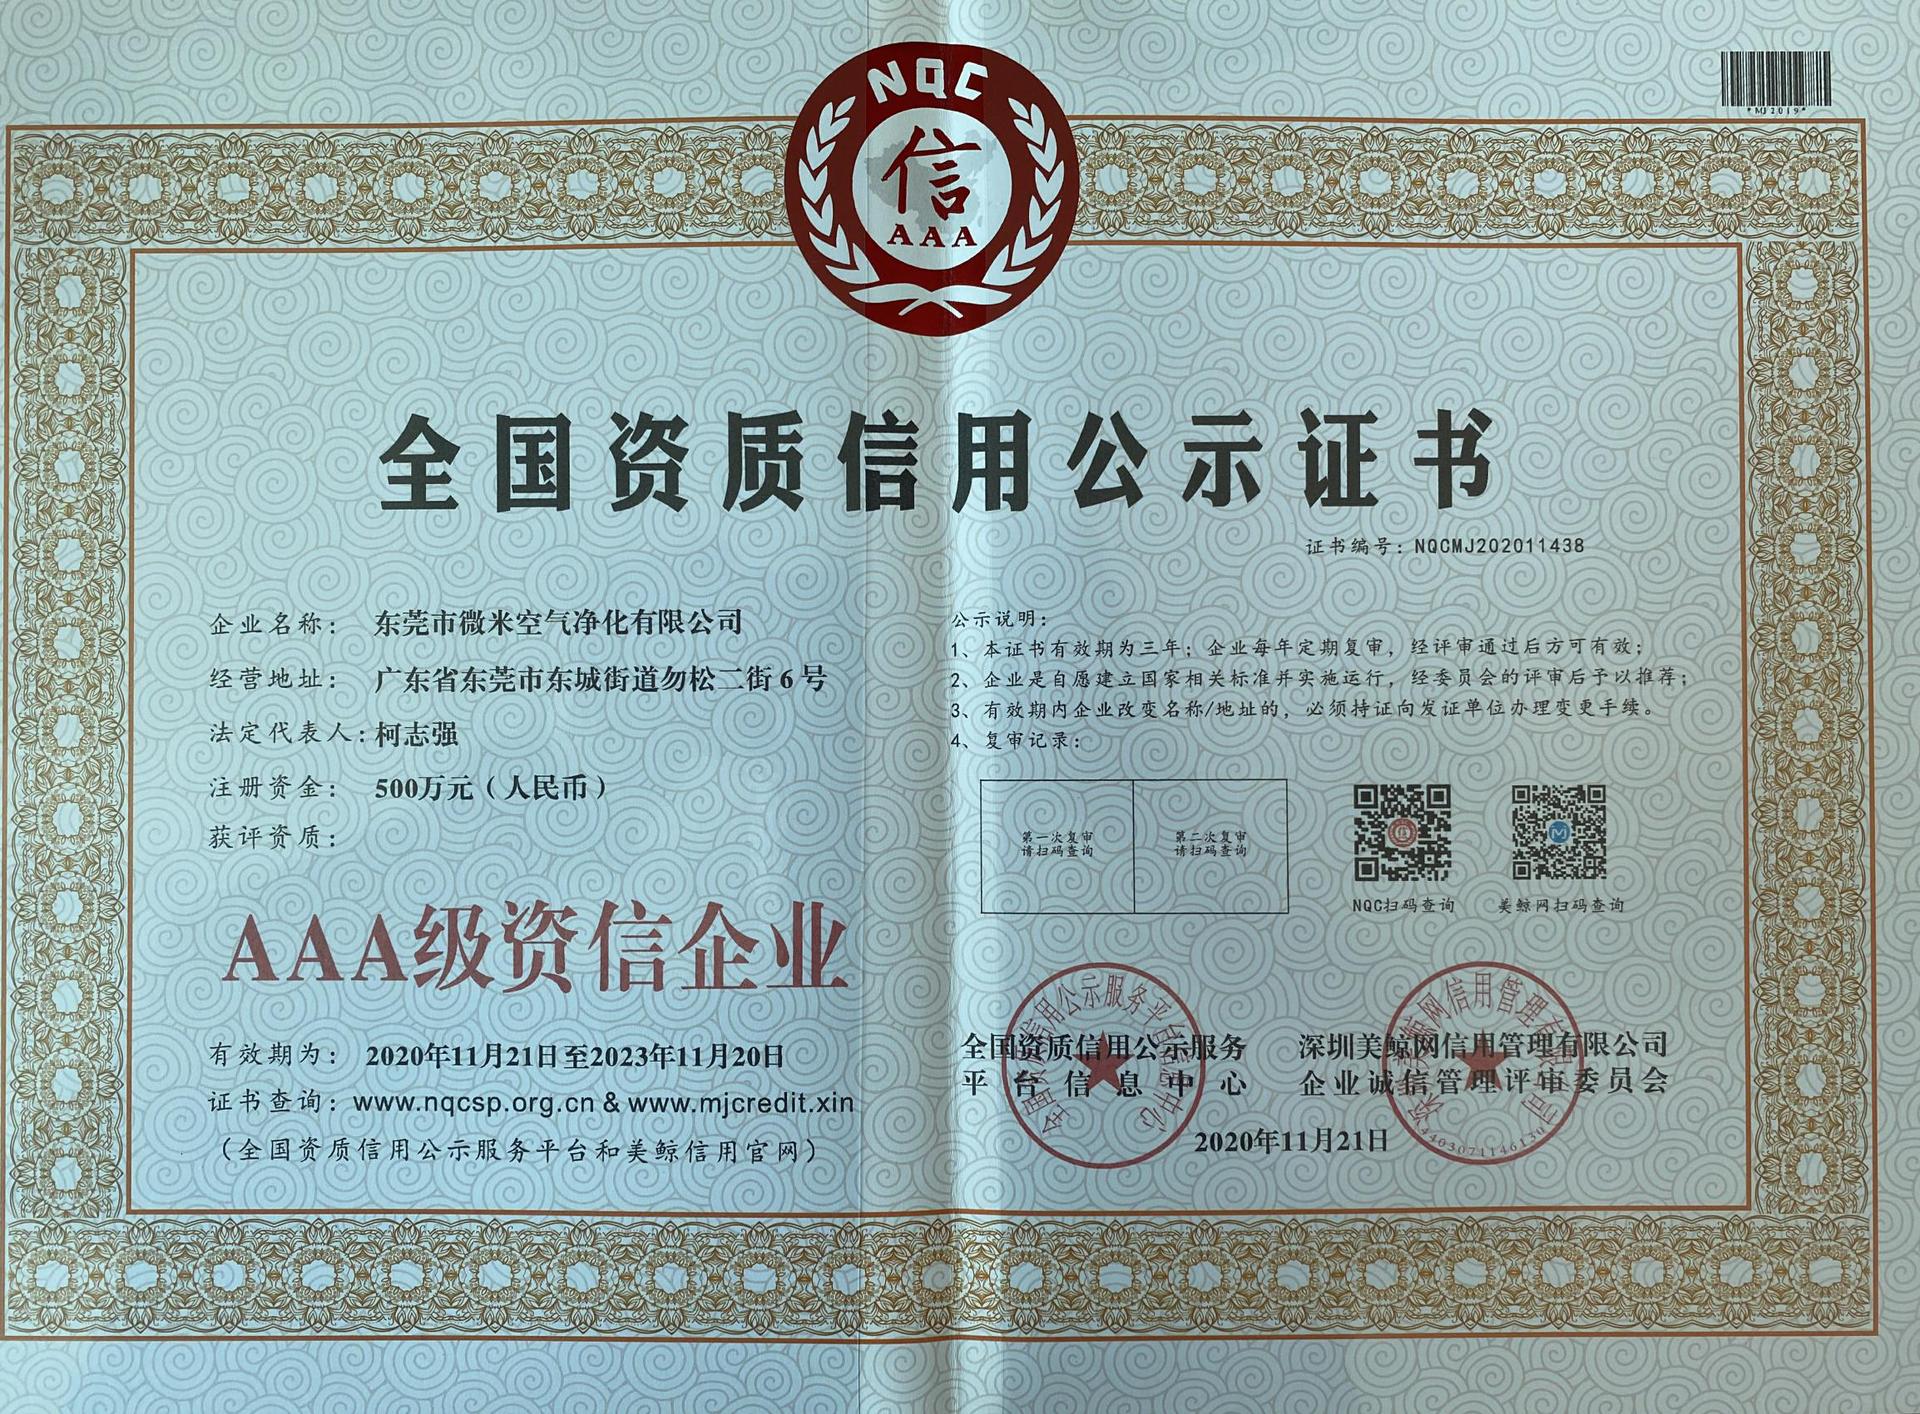 NQC
信
AAA
*MJ2019*
全国资质信用公示证书
证书编号：NQCMJ202011438
企业名称： 东莞市微米空气净化有限公司
经营地址： 广东省东莞市东城街道勿松二街6号
法定代表人：柯志强
注册资金： 500万元（人民币）
获评资质：
AAA级资信企业
有效期为： 2020年11月21日至2023年11月20日
证书查询：www.nqcsp.org.cn & www.mjcredit.xin
（全国资质信用公示服务平台和美鲸信用官网）
公示说明：
1、本证书有效期为三年；企业每年定期复审，经评审通过后方可有效；
2、企业是自愿建立国家相关标准并实施运行，经委员会的评审后予以推荐；
3、有效期内企业改变名称/地址的，必须持证向发证单位办理变更手续。
4、复审记录：
第一次复审
请扫码查询
第二次复审
请扫码查询
NQC扫码查询
美鲸网扫码查询
全国资质信用公示服务
平台信息中心
深圳美鲸网信用管理有限公司
企业诚信管理评审委员会
2020年11月21日